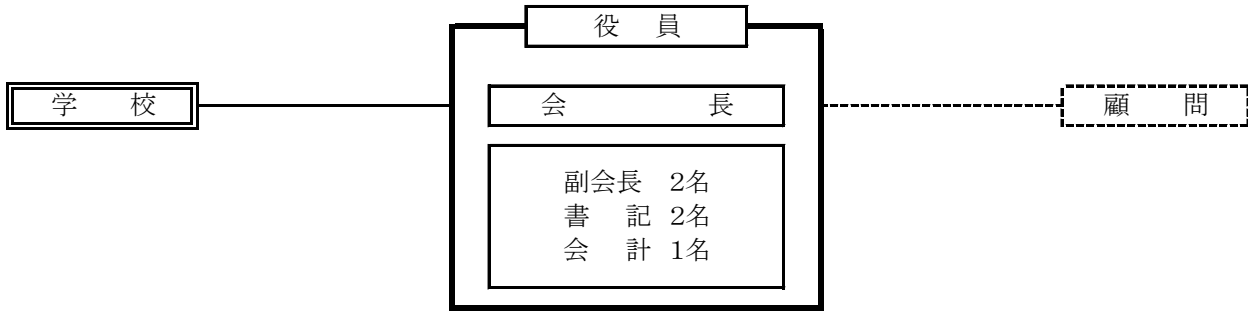 役　員
学　　校
会　　　　　　　長
顧　　問
副会長　2名
書　　記　2名
会　　計　1名